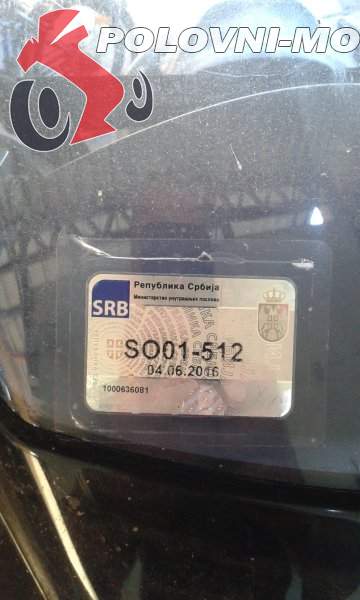 POLOVNI-MO
Република Србија
Министарство унутрашњих послова
SRB
SO01-512
04.06.2016
1000636081